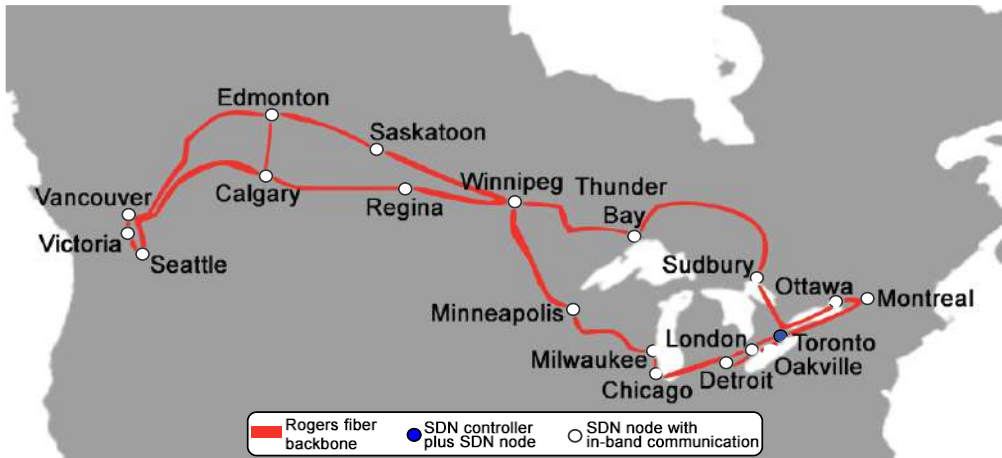 Edmonton
Saskatoon
Vancouver
Calgary
Regina
Winnipeg
Thunder
Bay
Victoria
Seattle
Sudbury
Ottawa
Montreal
Minneapolis
London
Toronto
Milwaukee
Oakville
Chicago
Detroit
Rogers fiber
backbone
SDN controller
plus SDN node
SDN node with
in-band communication